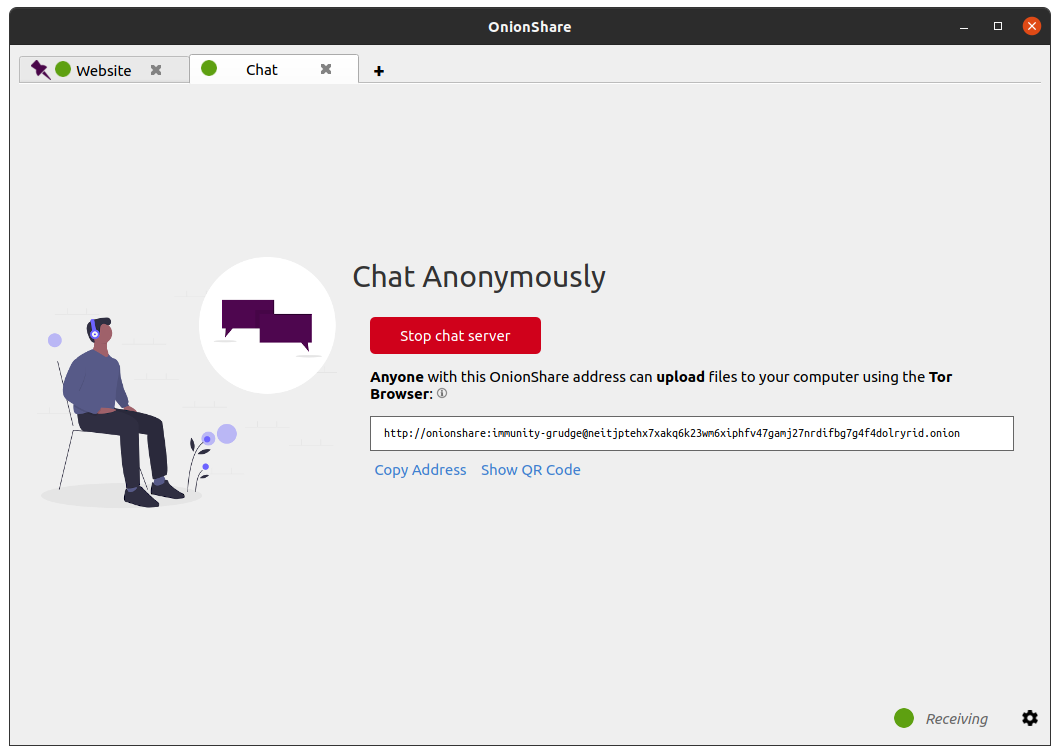 OnionShare
Website
Chat
Chat Anonymously
Stop chat server
Anyone with this OnionShare address can upload files to your computer using the Tor
Browser:
http://onionshare:immunity-grudge@neitjptehx7xakq6k23wm6xiphfv47gamj27nrdifbg7g4f4dolryrid.onion
Copy Address Show QR Code
Receiving